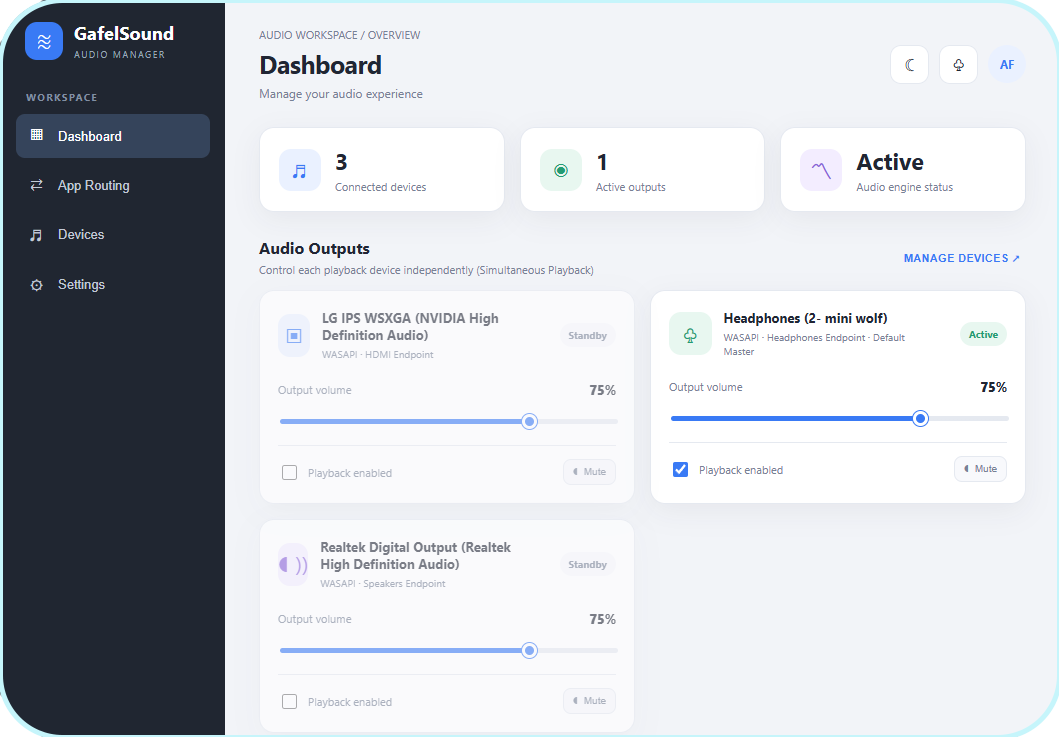 GafelSound
AUDIO MANAGER
WORKSPACE
Dashboard
App Routing
Devices
Settings
AUDIO WORKSPACE / OVERVIEW
Dashboard
Manage your audio experience
AF
3
Connected devices
1
Active outputs
Active
Audio engine status
Audio Outputs
Control each playback device independently (Simultaneous Playback)
MANAGE DEVICES ↗
LG IPS WSXGA (NVIDIA High
Definition Audio)
WASAPI · HDMI Endpoint
Standby
Output volume
75%
Playback enabled
Mute
Headphones (2- mini wolf)
WASAPI · Headphones Endpoint · Default
Master
Active
Output volume
75%
Playback enabled
Mute
Realtek Digital Output (Realtek
High Definition Audio)
WASAPI · Speakers Endpoint
Standby
Output volume
75%
Playback enabled
Mute